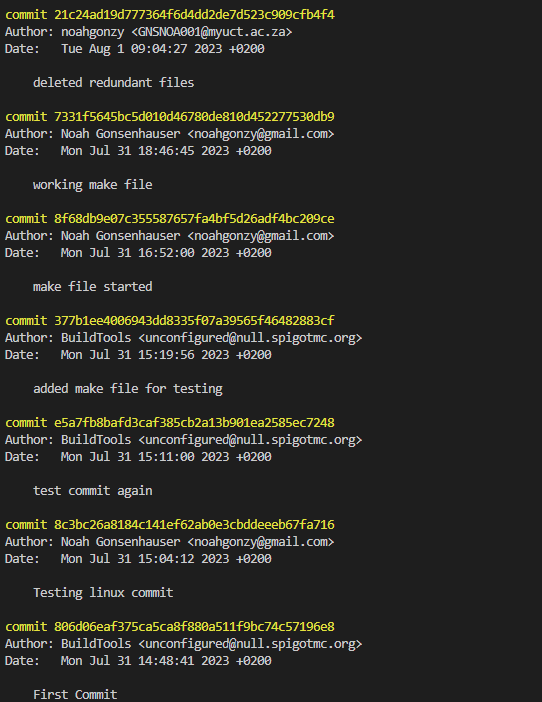 commit 21c24ad19d777364f6d4dd2de7d523c909cfb4f4
Author: noahgonzy <GNSNOA001@myuct.ac.za>
Date:   Tue Aug 1 09:04:27 2023 +0200
deleted redundant files
commit 7331f5645bc5d010d46780de810d452277530db9
Author: Noah Gonsenhauser <noahgonzy@gmail.com>
Date:   Mon Jul 31 18:46:45 2023 +0200
working make file
commit 8f68db9e07c355587657fa4bf5d26adf4bc209ce
Author: Noah Gonsenhauser <noahgonzy@gmail.com>
Date:   Mon Jul 31 16:52:00 2023 +0200
make file started
commit 377b1ee4006943dd8335f07a39565f46482883cf
Author: BuildTools <unconfigured@null.spigotmc.org>
Date:   Mon Jul 31 15:19:56 2023 +0200
added make file for testing
commit e5a7fb8bafd3caf385cb2a13b901ea2585ec7248
Author: BuildTools <unconfigured@null.spigotmc.org>
Date:   Mon Jul 31 15:11:00 2023 +0200
test commit again
commit 8c3bc26a8184c141ef62ab0e3cbddeeeb67fa716
Author: Noah Gonsenhauser <noahgonzy@gmail.com>
Date:   Mon Jul 31 15:04:12 2023 +0200
Testing linux commit
commit 806d06eaf375ca5ca8f880a511f9bc74c57196e8
Author: BuildTools <unconfigured@null.spigotmc.org>
Date:   Mon Jul 31 14:48:41 2023 +0200
First Commit